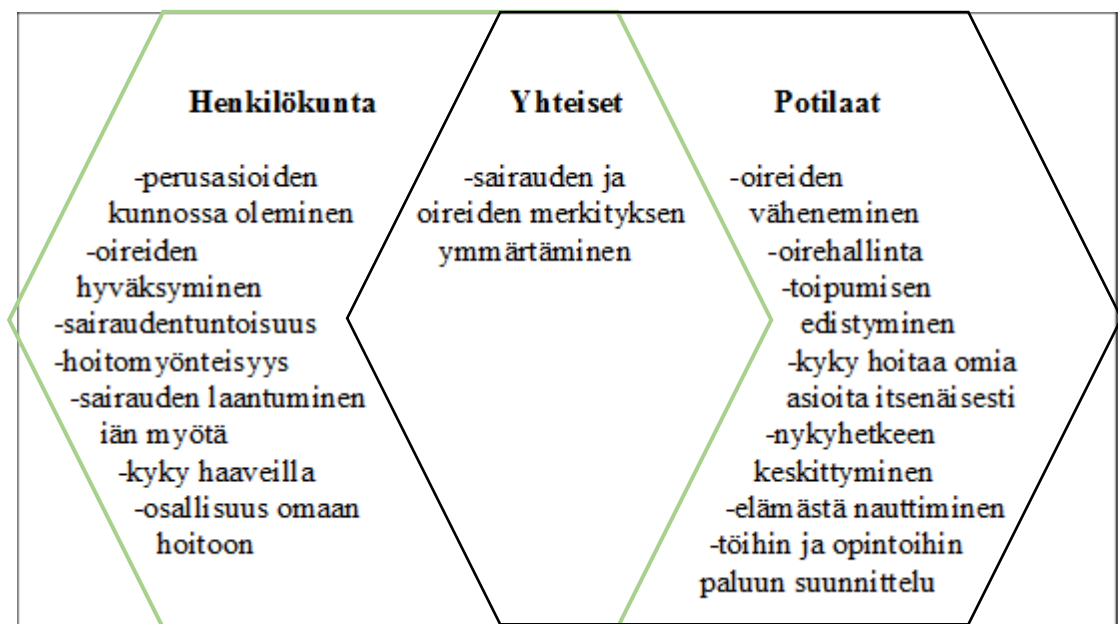 Henkilökunta
-perusasioiden
kunnossa oleminen
-oireiden
hyväksyminen
-sairaudentuntoisuus
-hoitomyönteisyys
-sairauden laantuminen
iän myötä
-kyky haaveilla
-osallisuus omaan
hoitoon
Yhteiset
-sairauden ja
oireiden merkityksen
ymmärtäminen
Potilaat
-oireiden
väheneminen
-oirehallinta
-toipumisen
edistyminen
-kyky hoitaa omia
asioita itsenäisesti
-nykyhetkeen
keskittyminen
-elämästä nauttiminen
-töihin ja opintoihin
paluun suunnittelu